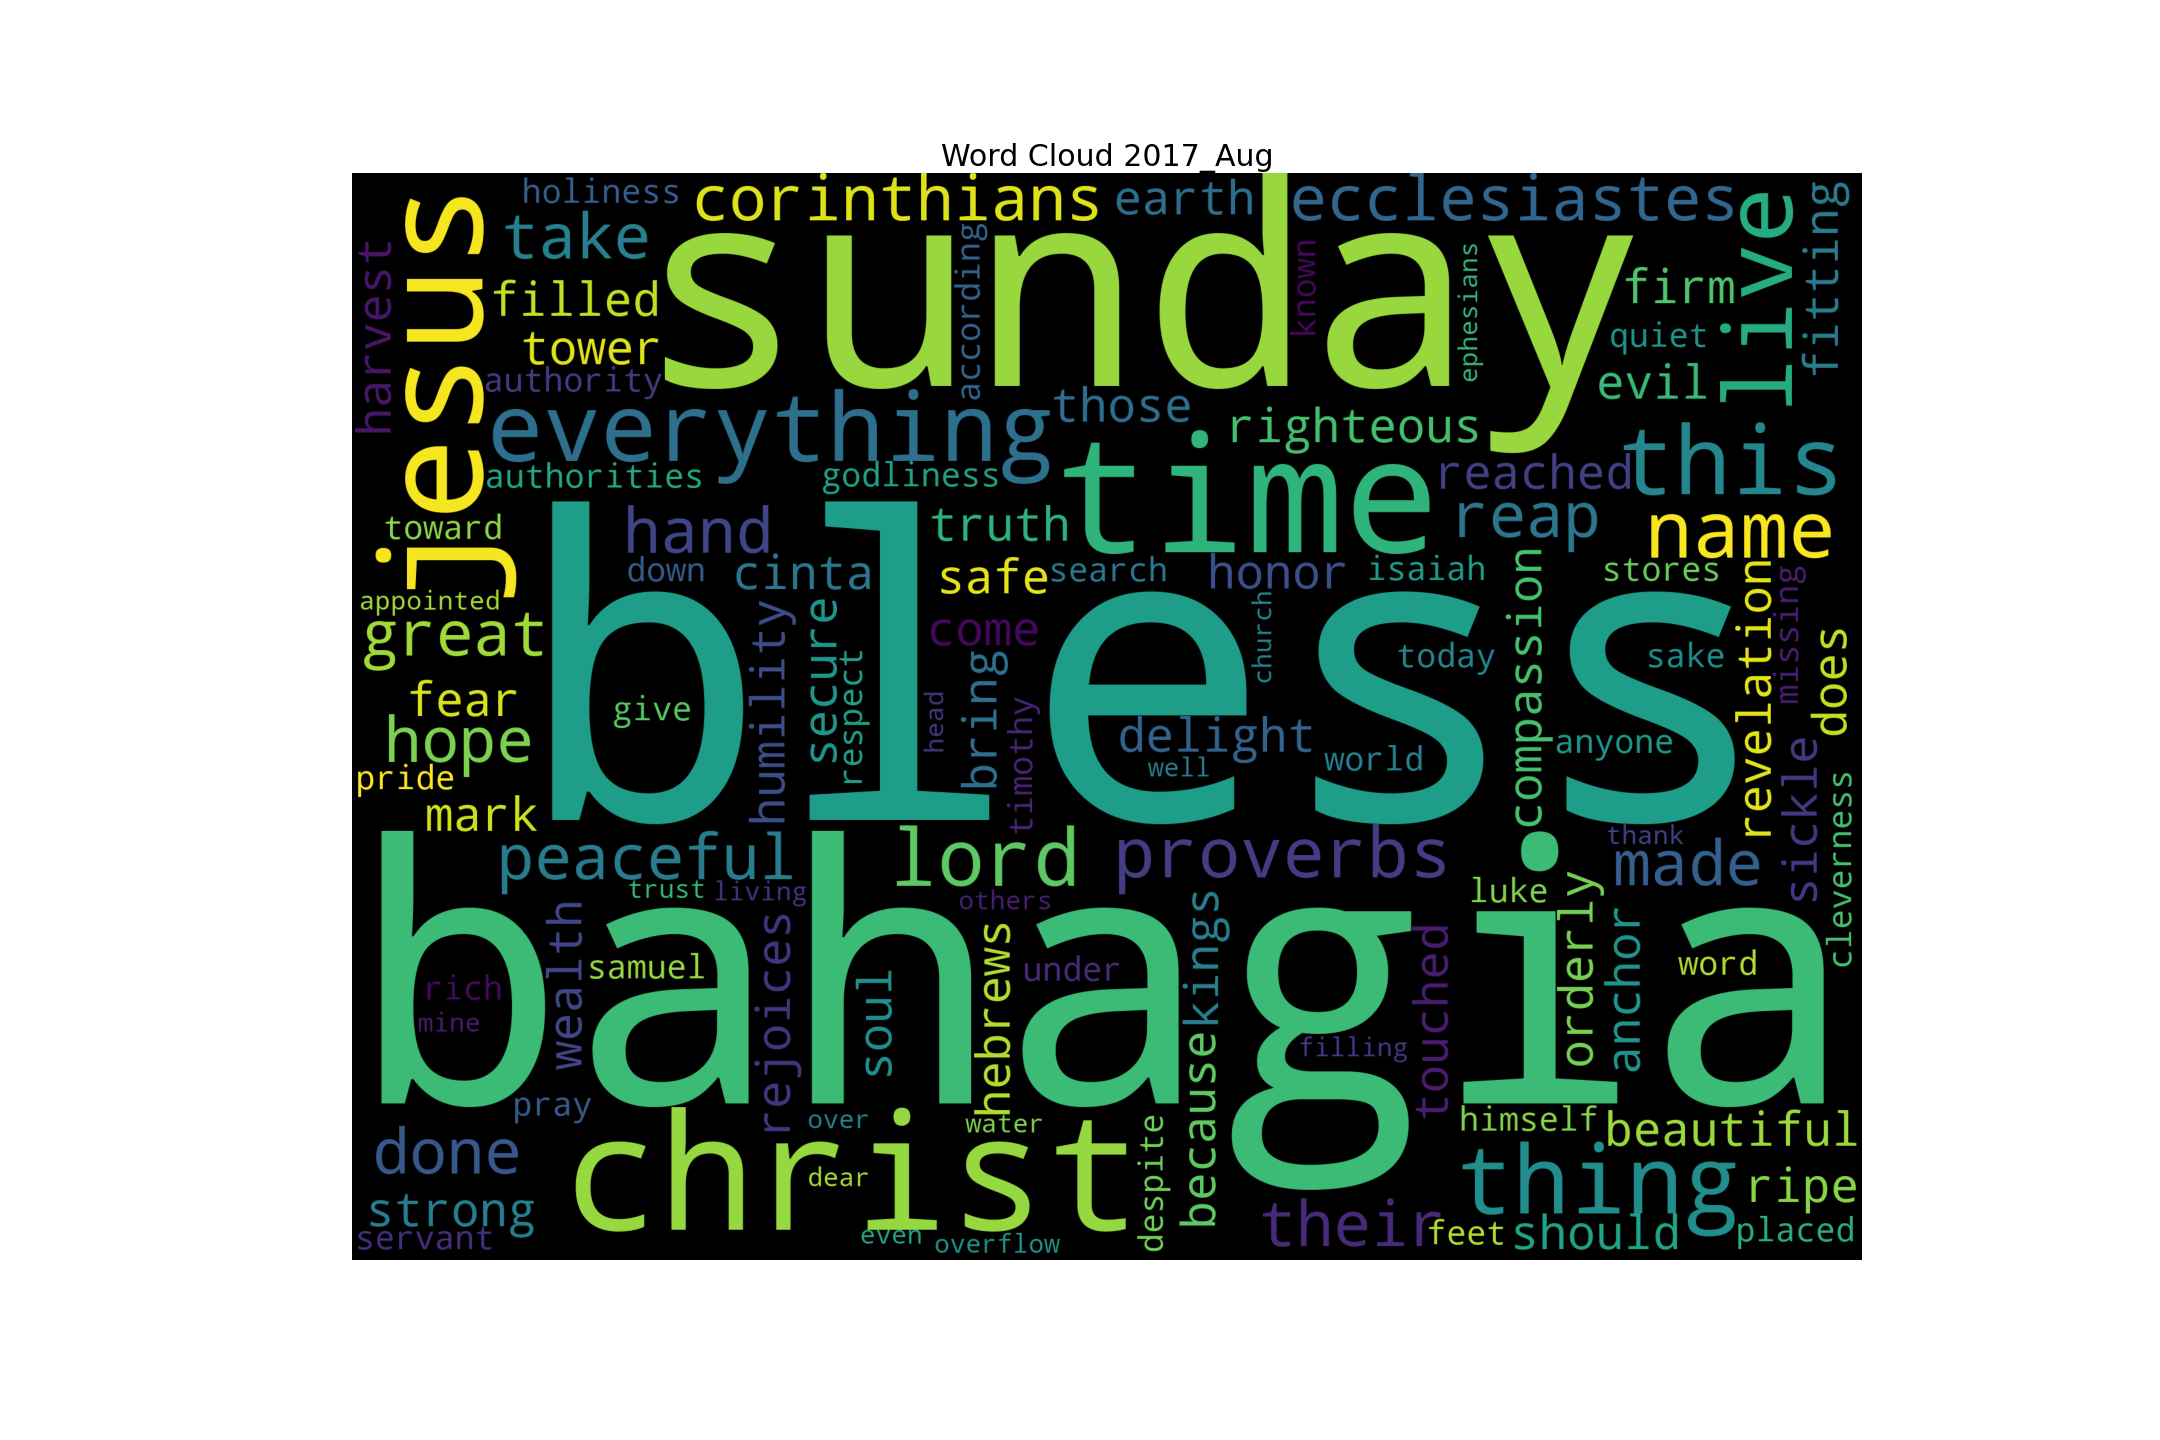 Word Cloud 2017_Aug
holiness
corinthians
earth
ecclesiastes
take
sunday
jesus
harvest
filled
tower
authority
according
known
ephesians
firm
quiet
evil
live
fitting
everything
those
righteous
time
this
reached
authorities
godliness
toward
hand
truth
reap
name
down
cinta
safe
search
honor
isaiah
stores
appointed
great
bless
humility
secure
respect
come
church
compassion
today
sake
revelation
missing
does
fear
give
head
bring
timothy
delight
well
world
anyone
hope
pride
mark
sickle
cleverness
peaceful
lord
proverbs
thank
made
trust
living
others
luke
bahagia
orderly
anchor
wealth
samuel
rejoices
soul
hebrews
under
because
kings
touched
word
rich
mine
filling
pray
over
water
himself
beautiful
done
christ
dear
despite
thing
ripe
strong
servant
even
overflow
their
feet
should
placed